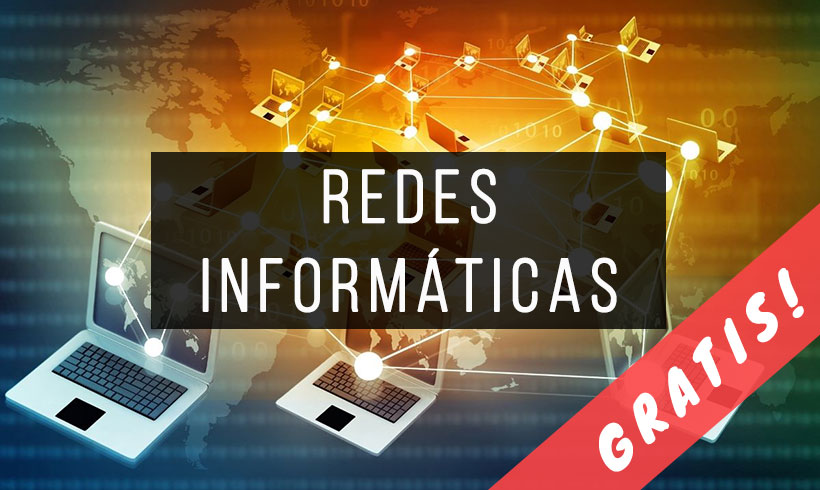 REDES
INFORMÁTICAS
GRATIS!